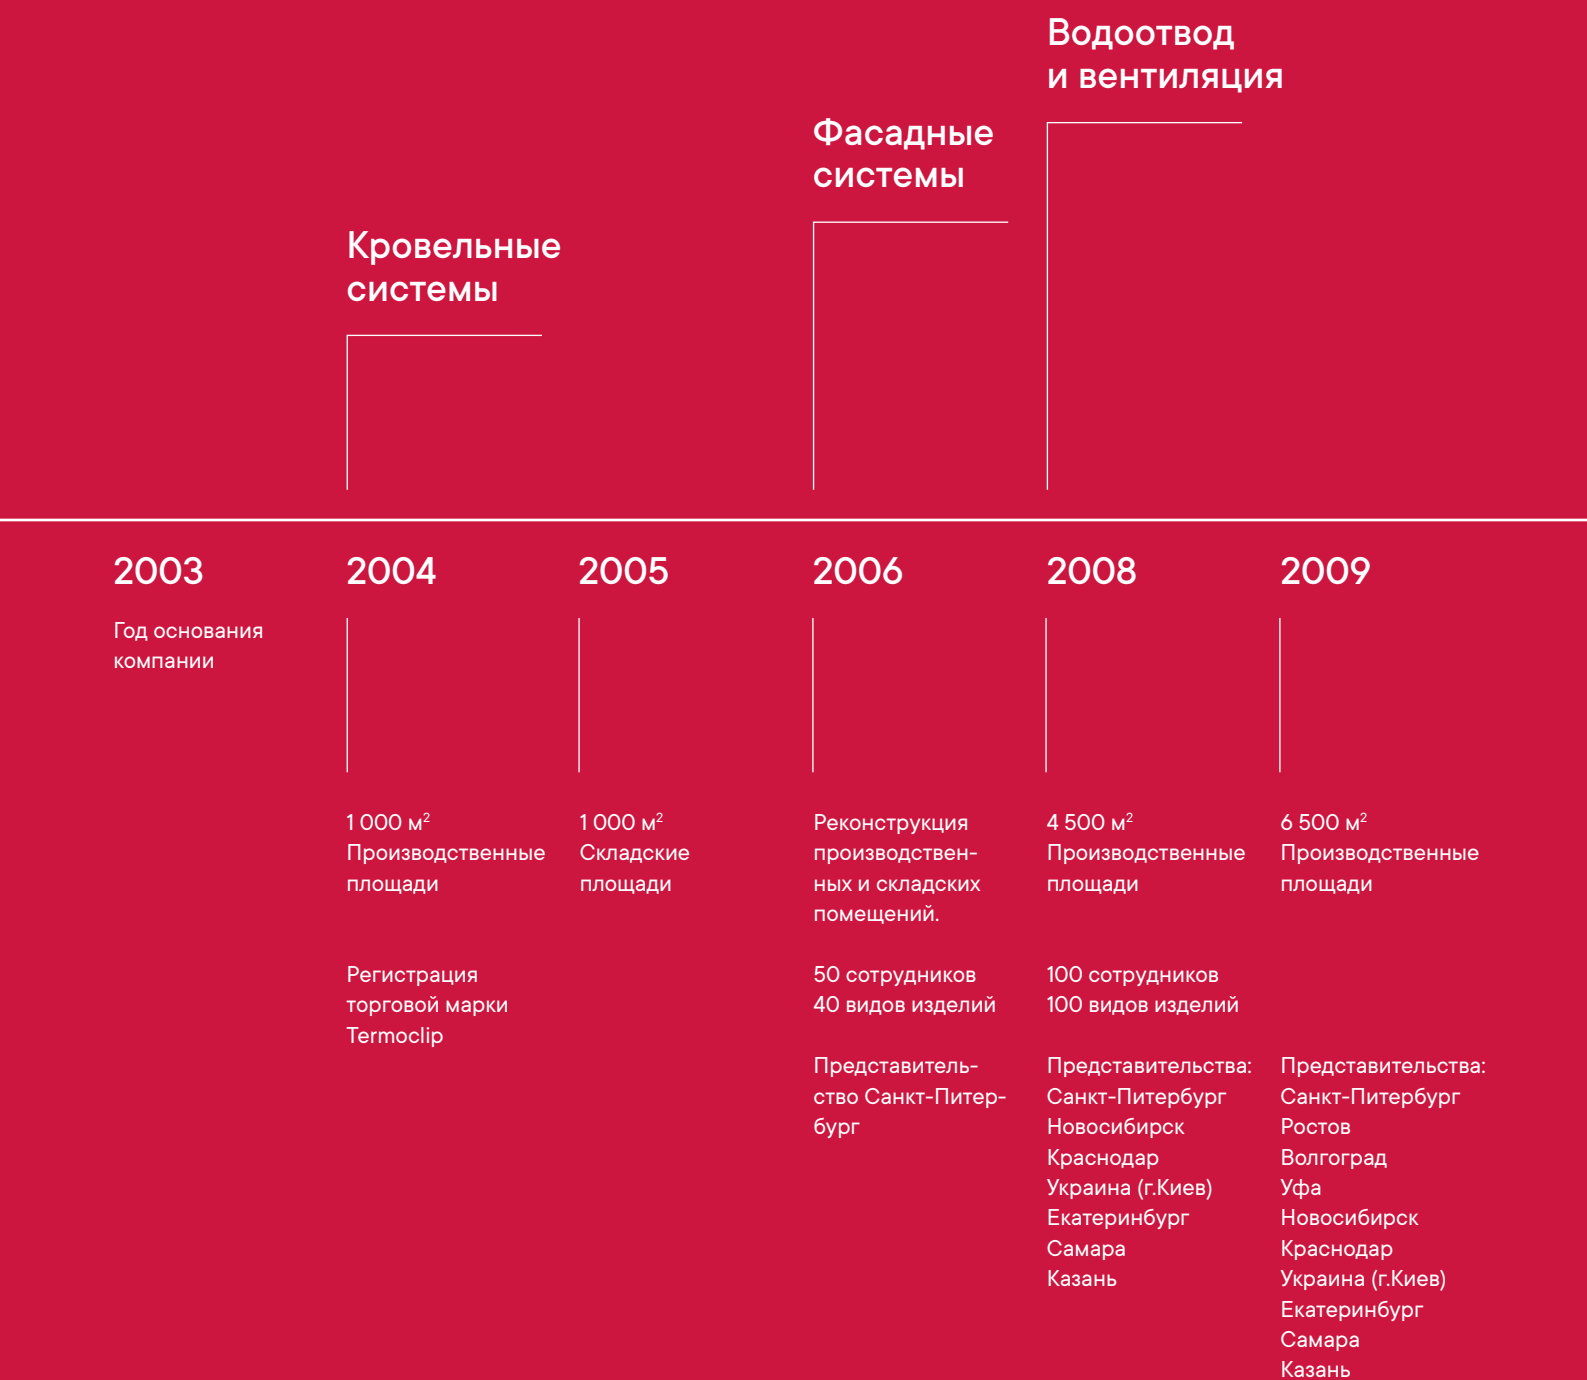 Водоотвод
и вентиляция
Фасадные
системы
Кровельные
системы
2003
Год основания
компании
2004
1 000 м²
Производственные
площади
Регистрация
торговой марки
Termoclip
2005
1 000 м²
Складские
площади
2006
Реконструкция
производствен-
ных и складских
помещений.
50 сотрудников
40 видов изделий
Представитель-
ство Санкт-Питер-
бург
2008
4 500 м²
Производственные
площади
100 сотрудников
100 видов изделий
Представительства:
Санкт-Питербург
Новосибирск
Краснодар
Украина (г.Киев)
Екатеринбург
Самара
Казань
2009
6 500 м²
Производственные
площади
Представительства:
Санкт-Питербург
Ростов
Волгоград
Уфа
Новосибирск
Краснодар
Украина (г.Киев)
Екатеринбург
Самара
Казань